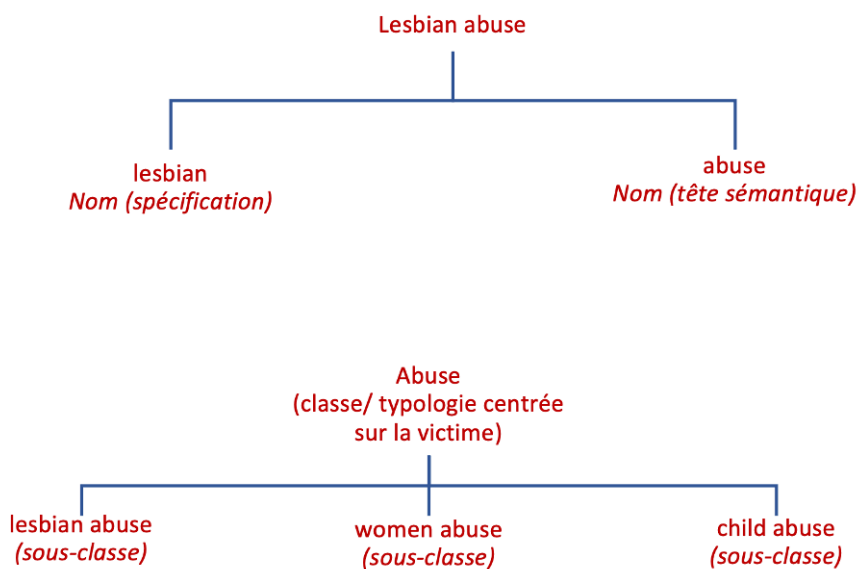 Lesbian abuse
lesbian
Nom (spécification)
abuse
Nom (tête sémantique)
Abuse
(classe/ typologie centrée
sur la victime)
lesbian abuse
(sous-classe)
women abuse
(sous-classe)
child abuse
(sous-classe)